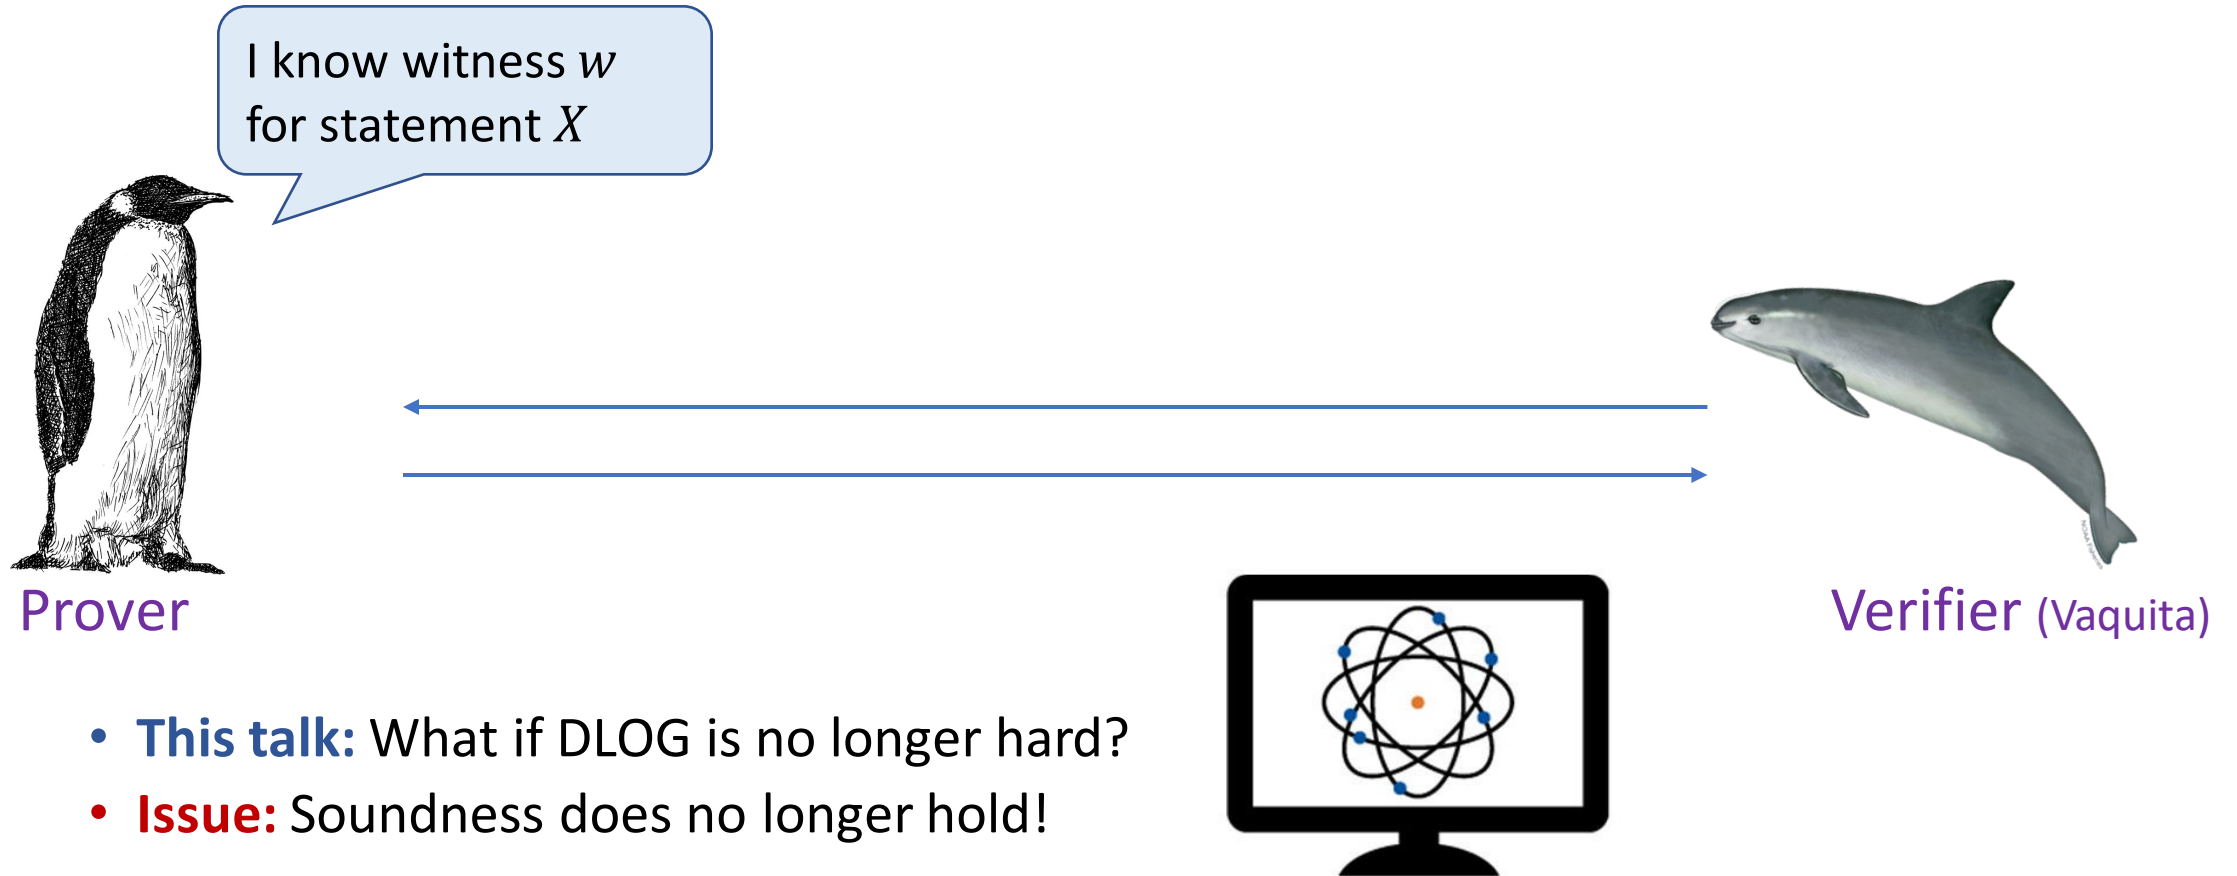 I know witness w
for statement X
Prover
Verifier (Vaquita)
• This talk: What if DLOG is no longer hard?
• Issue: Soundness does no longer hold!